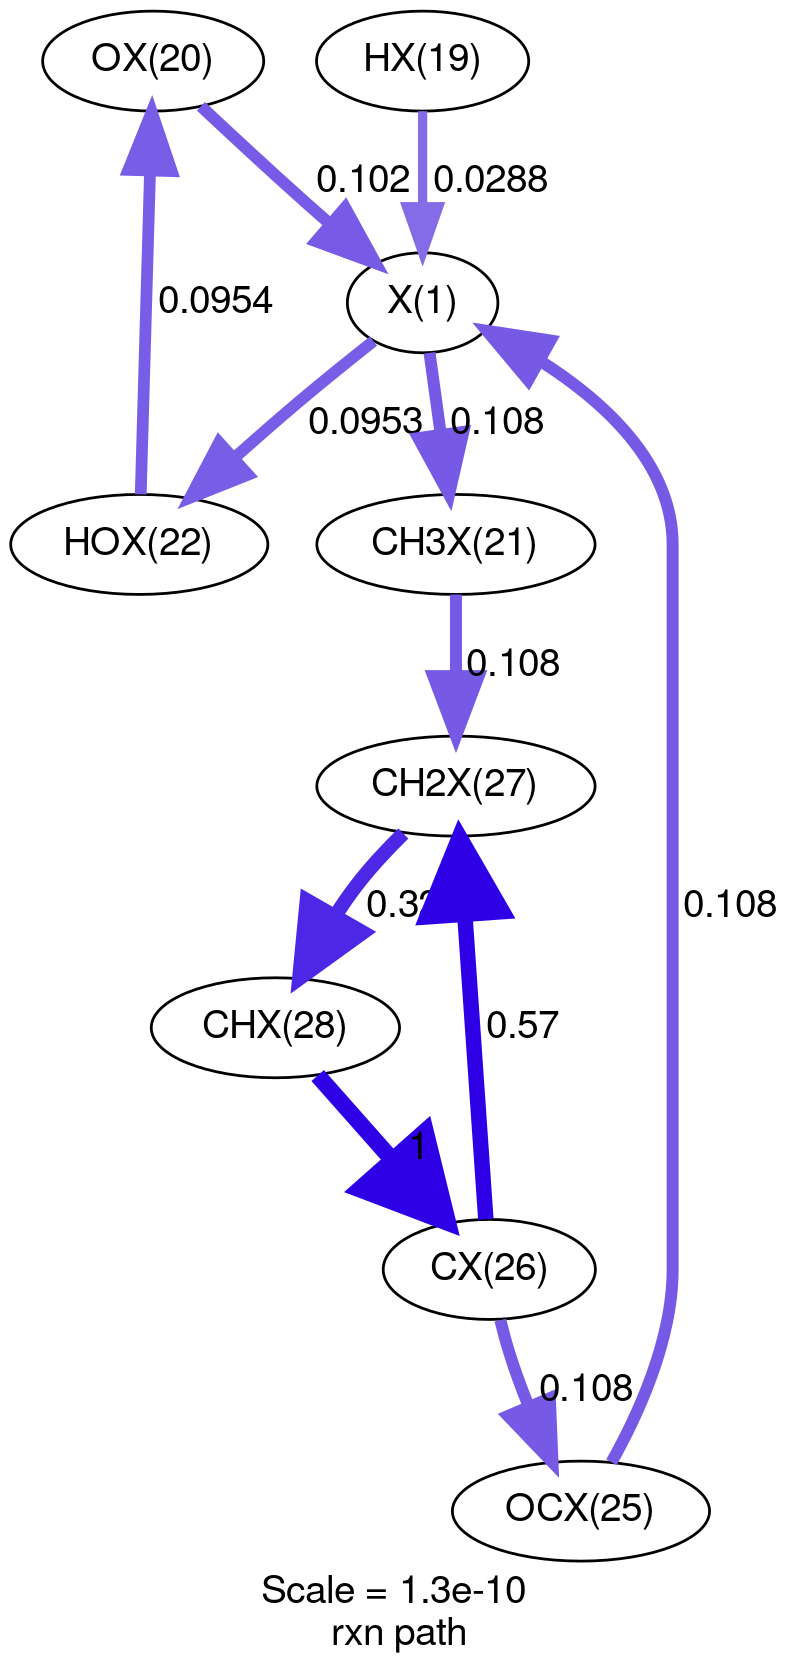 OX(20)
HX(19)
0.102
0.0288
X(1)
0.0954
0.0953
0.108
HOX(22)
CH3X(21)
0.108
CH2X(27)
0.108
CHX(28)
0.57
1
CX(26)
0.108
OCX(25)
Scale = 1.3e-10
rxn path